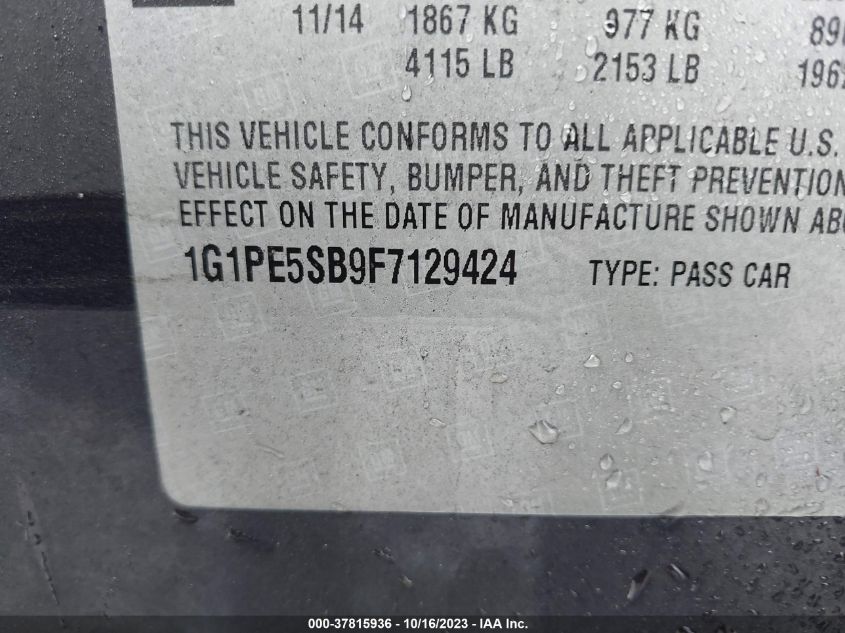 11/14 1867 KG 977 KG
4115 LB 2153 LB
THIS VEHICLE CONFORMS TO ALL APPLICABLE U.S.
VEHICLE SAFETY, BUMPER, AND THEFT PREVENTION
EFFECT ON THE DATE OF MANUFACTURE SHOWN
1G1PE5SB9F7129424 TYPE: PASS CAR
000-37815936 - 10/16/2023 - IAA Inc.